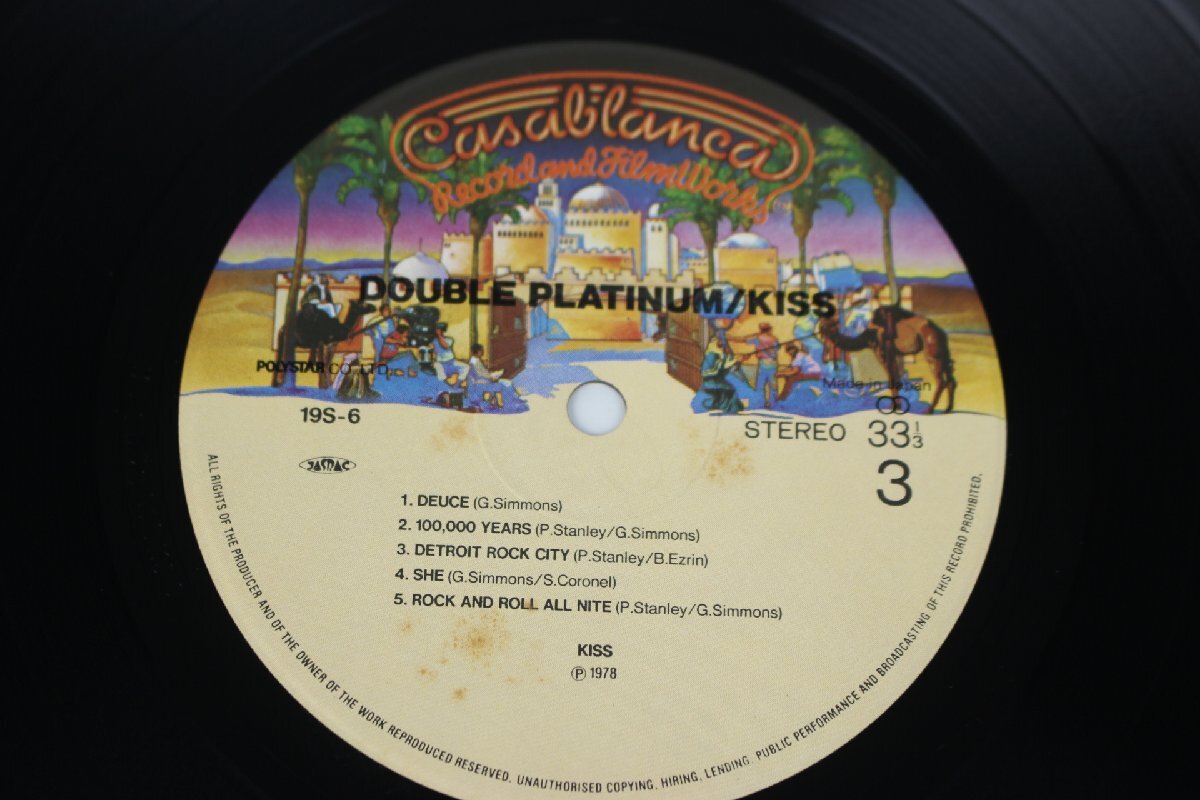 Casablanca
Record and FilmWorks
DOUBLE PLATINUM/KISS
POLYSTAR CO., LTD.
Made in Japan
19S-6
STEREO 33 1/3
JASRAC
3
1. DEUCE (G.Simmons)
2. 100,000 YEARS (P.Stanley/G.Simmons)
3. DETROIT ROCK CITY (P.Stanley/B.Ezrin)
4. SHE (G.Simmons/S.Coronel)
5. ROCK AND ROLL ALL NITE (P.Stanley/G.Simmons)
KISS
Ⓟ 1978
ALL RIGHTS OF THE PRODUCER AND OF THE OWNER OF THE WORK REPRODUCED RESERVED. UNAUTHORISED COPYING, HIRING, LENDING, PUBLIC PERFORMANCE AND BROADCASTING OF THIS RECORD PROHIBITED.